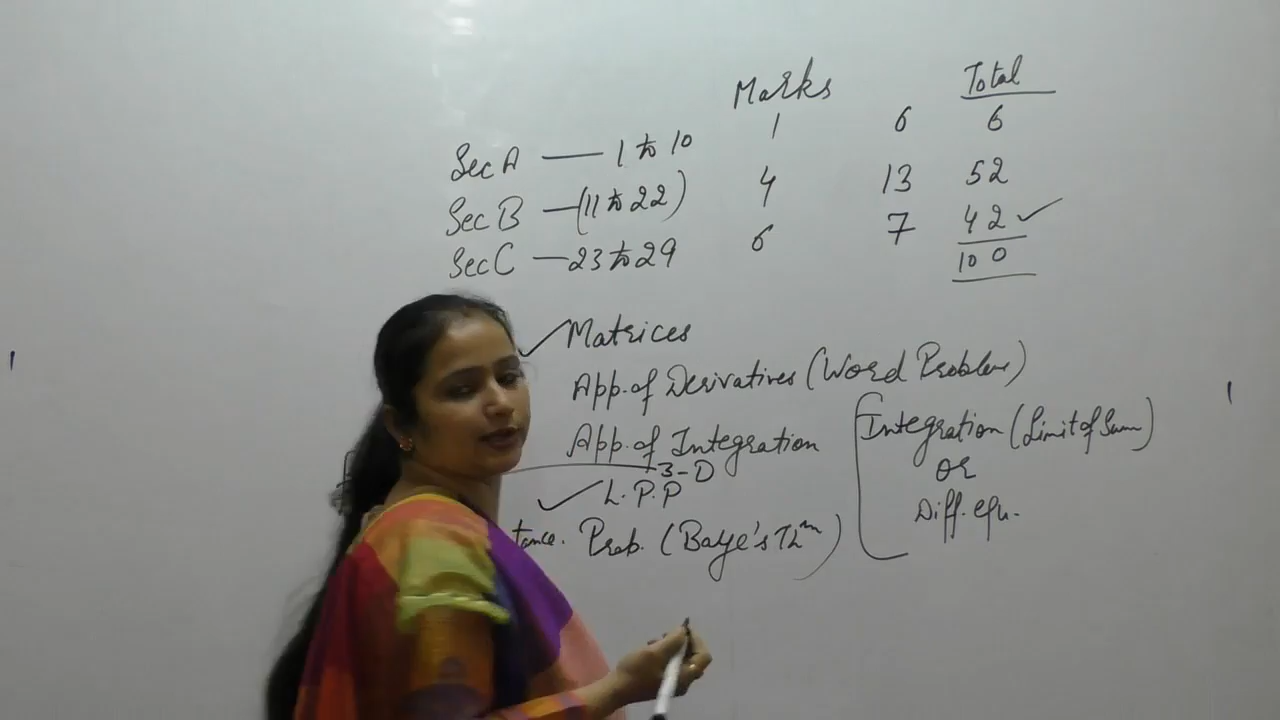 Marks Total
Sec A — 1 to 10 1 6 6
Sec B — (11 to 22) 4 13 52
Sec C — 23 to 29 6 7 42 ✓
100
✓ Matrices
App. of Derivatives (Word Problem)
App. of Integration
3-D
✓ L.P.P
tance. Prob. (Baye's Thm)
Integration (Limit of Sum)
OR
Diff. eqn.